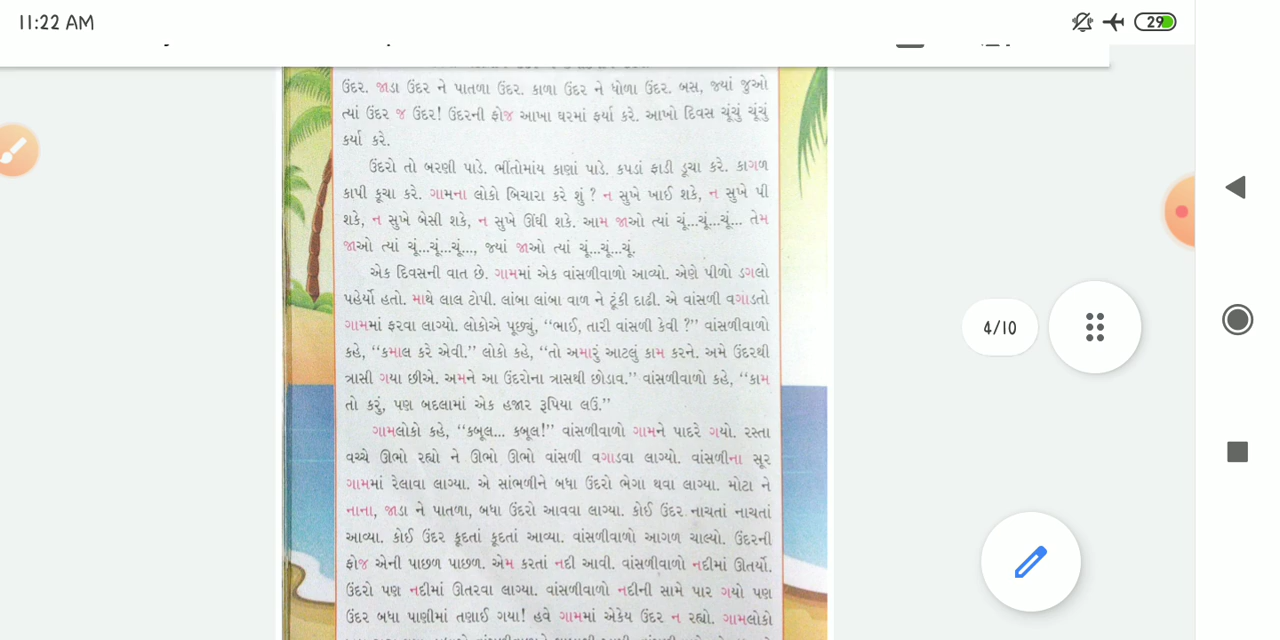 11:22 AM
29
ઉંદર. જાડા ઉંદર ને પાતળા ઉંદર. કાળા ઉંદર ને ધોળા ઉંદર. બસ, જ્યાં જુઓ
ત્યાં ઉંદર જ ઉંદર! ઉંદરની ફોજ આખા ઘરમાં ફર્યા કરે. આખો દિવસ ચૂંચું ચૂંચું
કર્યા કરે.
ઉંદરો તો બરણી પાડે. ભીંતોમાંય કાણાં પાડે. કપડાં ફાડી ડૂચા કરે. કાગળ
કાપી કૂચા કરે. ગામના લોકો બિચારા કરે શું ? ન સુખે ખાઈ શકે, ન સુખે પી
શકે, ન સુખે બેસી શકે, ન સુખે ઊંઘી શકે. આમ જાઓ ત્યાં ચૂં...ચૂં...ચૂં... તેમ
જાઓ ત્યાં ચૂં...ચૂં...ચૂં..., જ્યાં જાઓ ત્યાં ચૂં...ચૂં...ચૂં.
એક દિવસની વાત છે. ગામમાં એક વાંસળીવાળો આવ્યો. એણે પીળો ડગલો
પહેર્યો હતો. માથે લાલ ટોપી. લાંબા લાંબા વાળ ને ટૂંકી દાઢી. એ વાંસળી વગાડતો
ગામમાં ફરવા લાગ્યો. લોકોએ પૂછ્યું, ‘‘ભાઈ, તારી વાંસળી કેવી ?’’ વાંસળીવાળો
કહે, ‘‘કમાલ કરે એવી.’’ લોકો કહે, ‘‘તો અમારું આટલું કામ કરને. અમે ઉંદરથી
ત્રાસી ગયા છીએ. અમને આ ઉંદરોના ત્રાસથી છોડાવ.’’ વાંસળીવાળો કહે, ‘‘કામ
તો કરું, પણ બદલામાં એક હજાર રૂપિયા લઉં.’’
ગામલોકો કહે, ‘‘કબૂલ... કબૂલ!’’ વાંસળીવાળો ગામને પાદરે ગયો. રસ્તા
વચ્ચે ઊભો રહ્યો ને ઊભો ઊભો વાંસળી વગાડવા લાગ્યો. વાંસળીના સૂર
ગામમાં રેલાવા લાગ્યા. એ સાંભળીને બધા ઉંદરો ભેગા થવા લાગ્યા. મોટા ને
નાના, જાડા ને પાતળા, બધા ઉંદરો આવવા લાગ્યા. કોઈ ઉંદર નાચતાં નાચતાં
આવ્યા. કોઈ ઉંદર કૂદતાં કૂદતાં આવ્યા. વાંસળીવાળો આગળ ચાલ્યો. ઉંદરની
ફોજ એની પાછળ પાછળ. એમ કરતાં નદી આવી. વાંસળીવાળો નદીમાં ઊતર્યો.
ઉંદરો પણ નદીમાં ઊતરવા લાગ્યા. વાંસળીવાળો નદીની સામે પાર ગયો પણ
ઉંદર બધા પાણીમાં તણાઈ ગયા! હવે ગામમાં એકેય ઉંદર ન રહ્યો. ગામલોકો
4/10